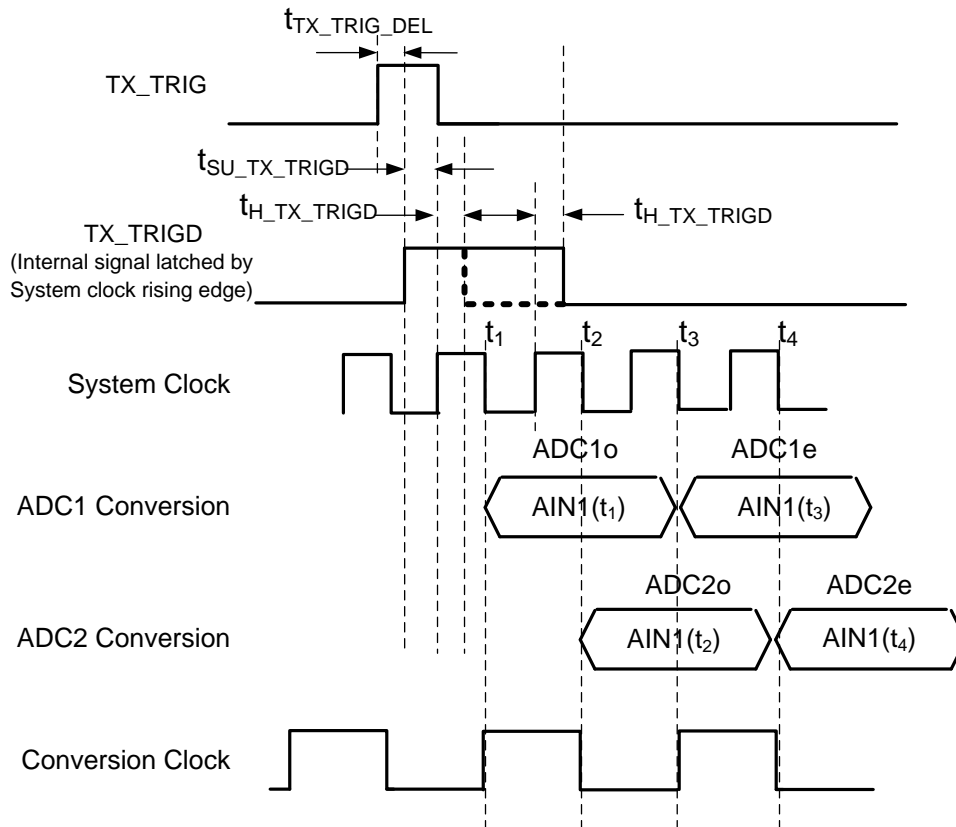 tTX_TRIG_DEL
TX_TRIG
tSU_TX_TRIGD
tH_TX_TRIGD
tH_TX_TRIGD
TX_TRIGD
(Internal signal latched by
System clock rising edge)
t1 t2 t3 t4
System Clock
ADC1o ADC1e
ADC1 Conversion
AIN1(t1) AIN1(t3)
ADC2o ADC2e
ADC2 Conversion
AIN1(t2) AIN1(t4)
Conversion Clock